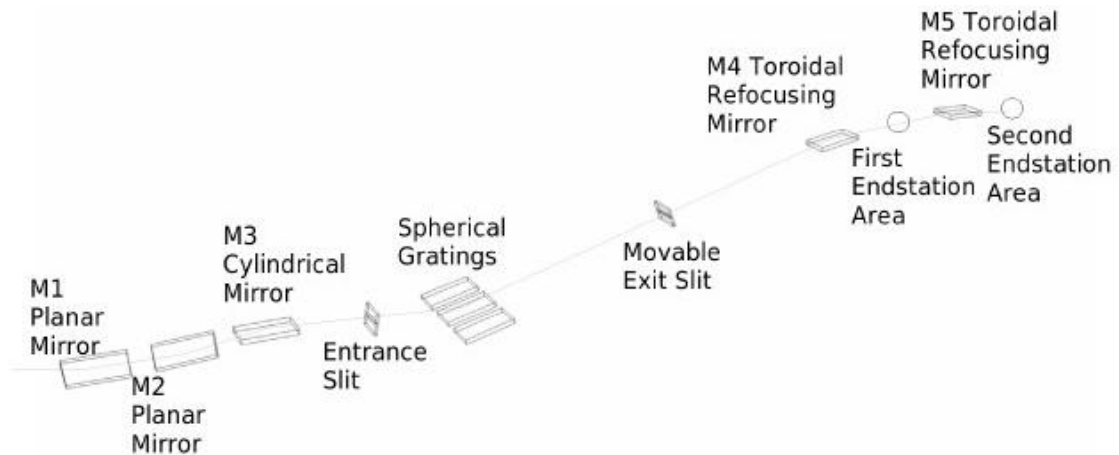 M1
Planar
Mirror
M2
Planar
Mirror
M3
Cylindrical
Mirror
Entrance
Slit
Spherical
Gratings
Movable
Exit Slit
M4 Toroidal
Refocusing
Mirror
First
Endstation
Area
M5 Toroidal
Refocusing
Mirror
Second
Endstation
Area